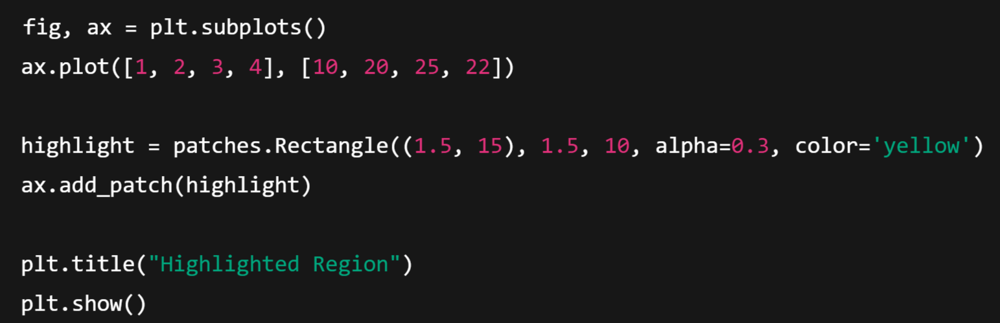 fig, ax = plt.subplots()
ax.plot([1, 2, 3, 4], [10, 20, 25, 22])
highlight = patches.Rectangle((1.5, 15), 1.5, 10, alpha=0.3, color='yellow')
ax.add_patch(highlight)
plt.title("Highlighted Region")
plt.show()